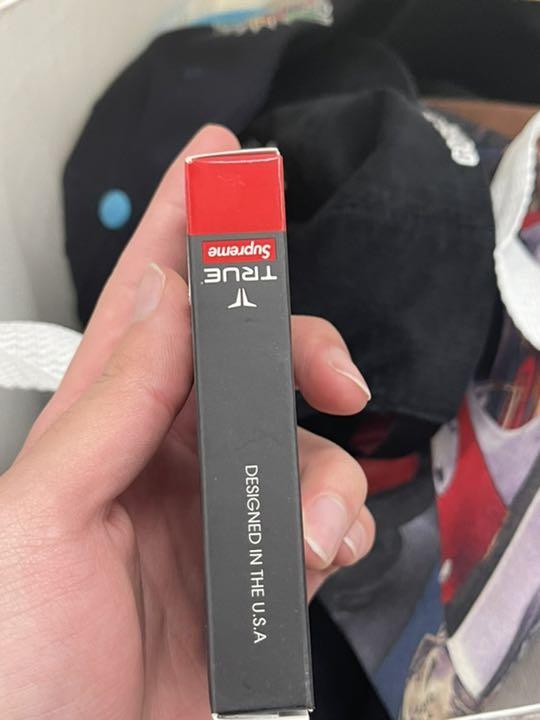 Supreme
TRUE
DESIGNED IN THE U.S.A